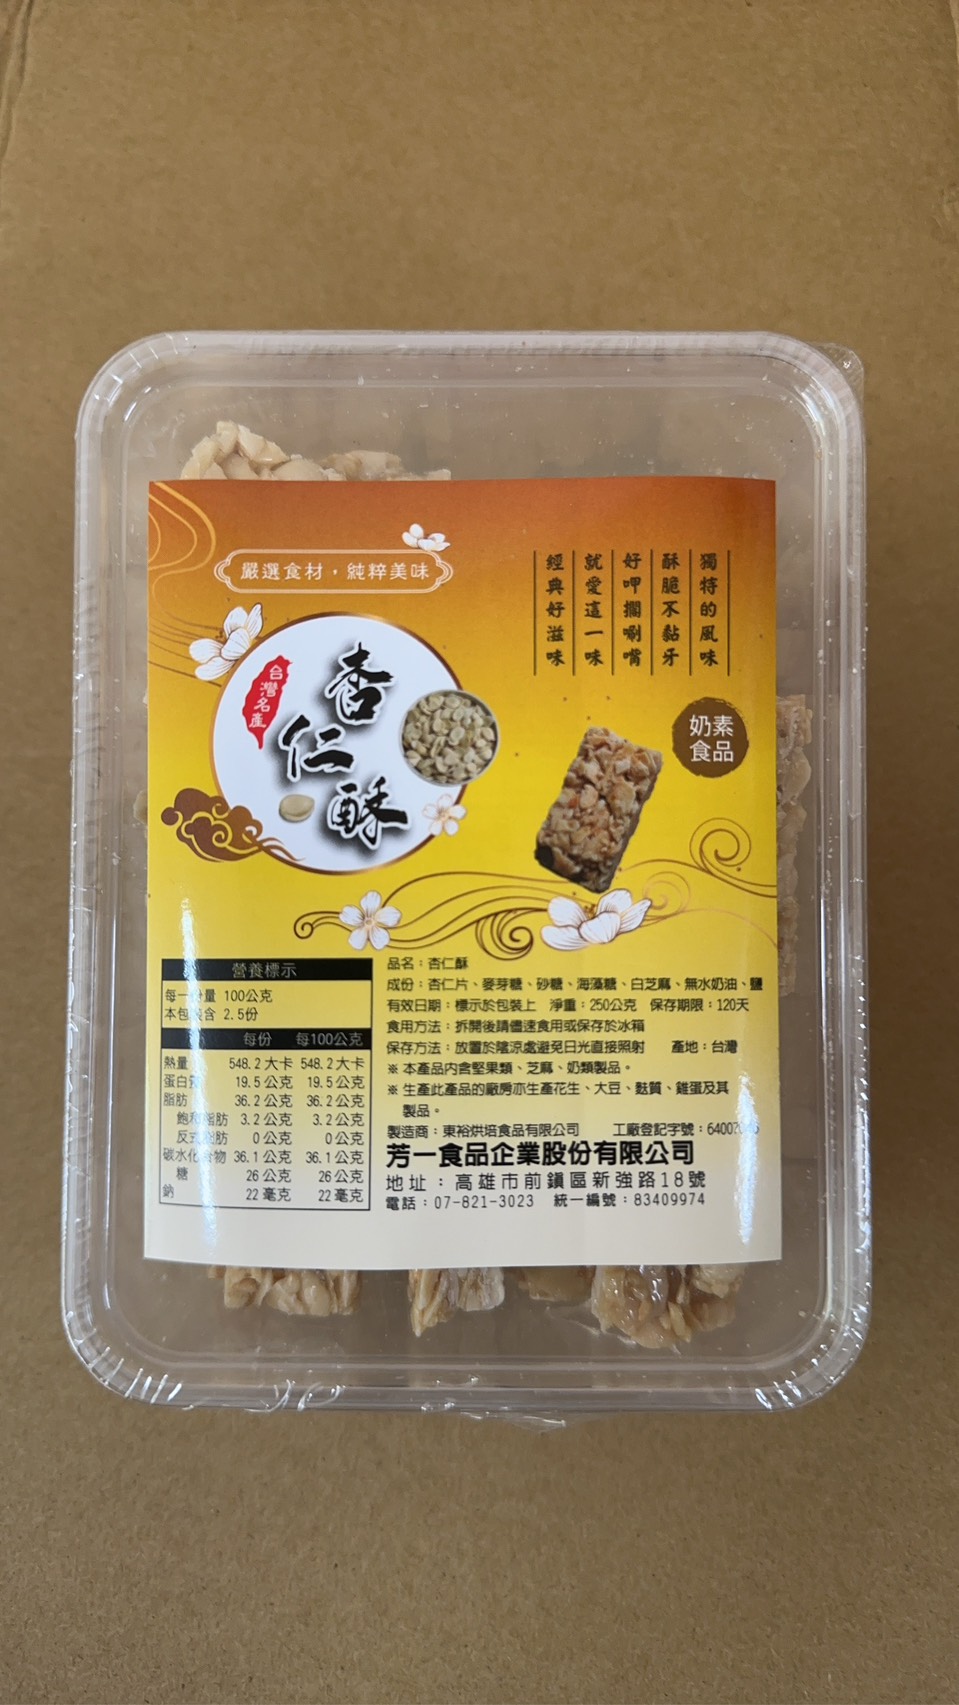 嚴選食材，純粹美味
台灣名產
杏仁酥
獨特的風味
酥脆不黏牙
好呷擱唰嘴
就愛這一味
經典好滋味
奶素
食品
營養標示
每一份量 100公克
本包裝含 2.5份
每份 每100公克
熱量 548.2大卡 548.2大卡
蛋白質 19.5公克 19.5公克
脂肪 36.2公克 36.2公克
飽和脂肪 3.2公克 3.2公克
反式脂肪 0公克 0公克
碳水化合物 36.1公克 36.1公克
糖 26公克 26公克
鈉 22毫克 22毫克
品名：杏仁酥
成份：杏仁片、麥芽糖、砂糖、海藻糖、白芝麻、無水奶油、鹽
有效日期：標示於包裝上 淨重：250公克 保存期限：120天
食用方法：拆開後請儘速食用或保存於冰箱
保存方法：放置於陰涼處避免日光直接照射 產地：台灣
※本產品內含堅果類、芝麻、奶類製品。
※生產此產品的廠房亦生產花生、大豆、麩質、雞蛋及其
製品。
製造商：東裕烘培食品有限公司 工廠登記字號：
芳一食品企業股份有限公司
地址：高雄市前鎮區新強路18號
電話：07-821-3023 統一編號：83409974